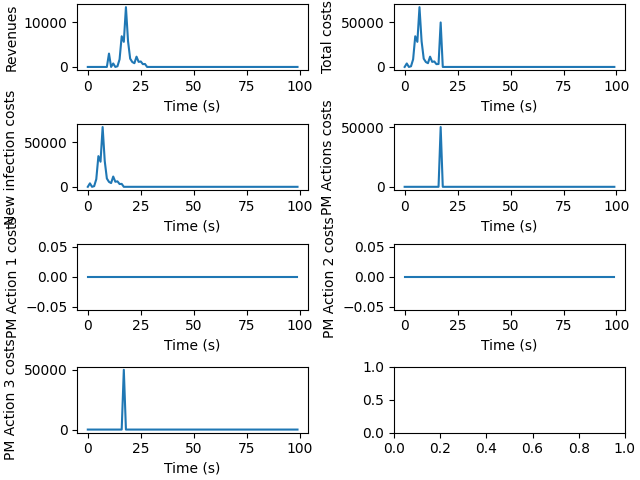 Revenues
10000
0
0 25 50 75 100
Time (s)
Total costs
50000
0
0 25 50 75 100
Time (s)
New infection costs
50000
0
0 25 50 75 100
Time (s)
PM Actions costs
50000
0
0 25 50 75 100
Time (s)
PM Action 1 costs
0.05
0.00
−0.05
0 25 50 75 100
Time (s)
PM Action 2 costs
0.05
0.00
−0.05
0 25 50 75 100
Time (s)
PM Action 3 costs
50000
0
0 25 50 75 100
Time (s)
1.0
0.5
0.0
0.0 0.2 0.4 0.6 0.8 1.0